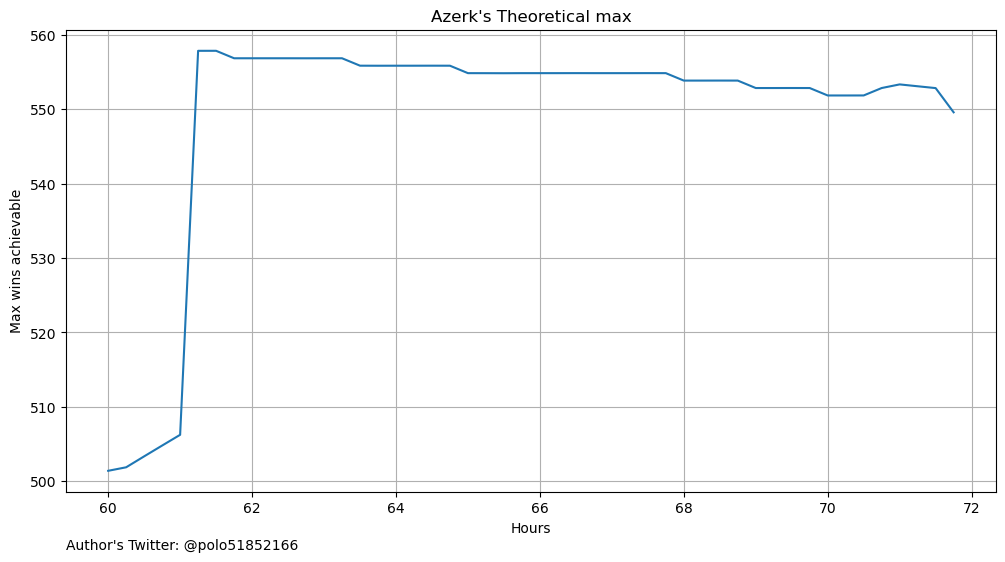 Azerk's Theoretical max
Max wins achievable
560
550
540
530
520
510
500
60 62 64 66 68 70 72
Hours
Author's Twitter: @polo51852166